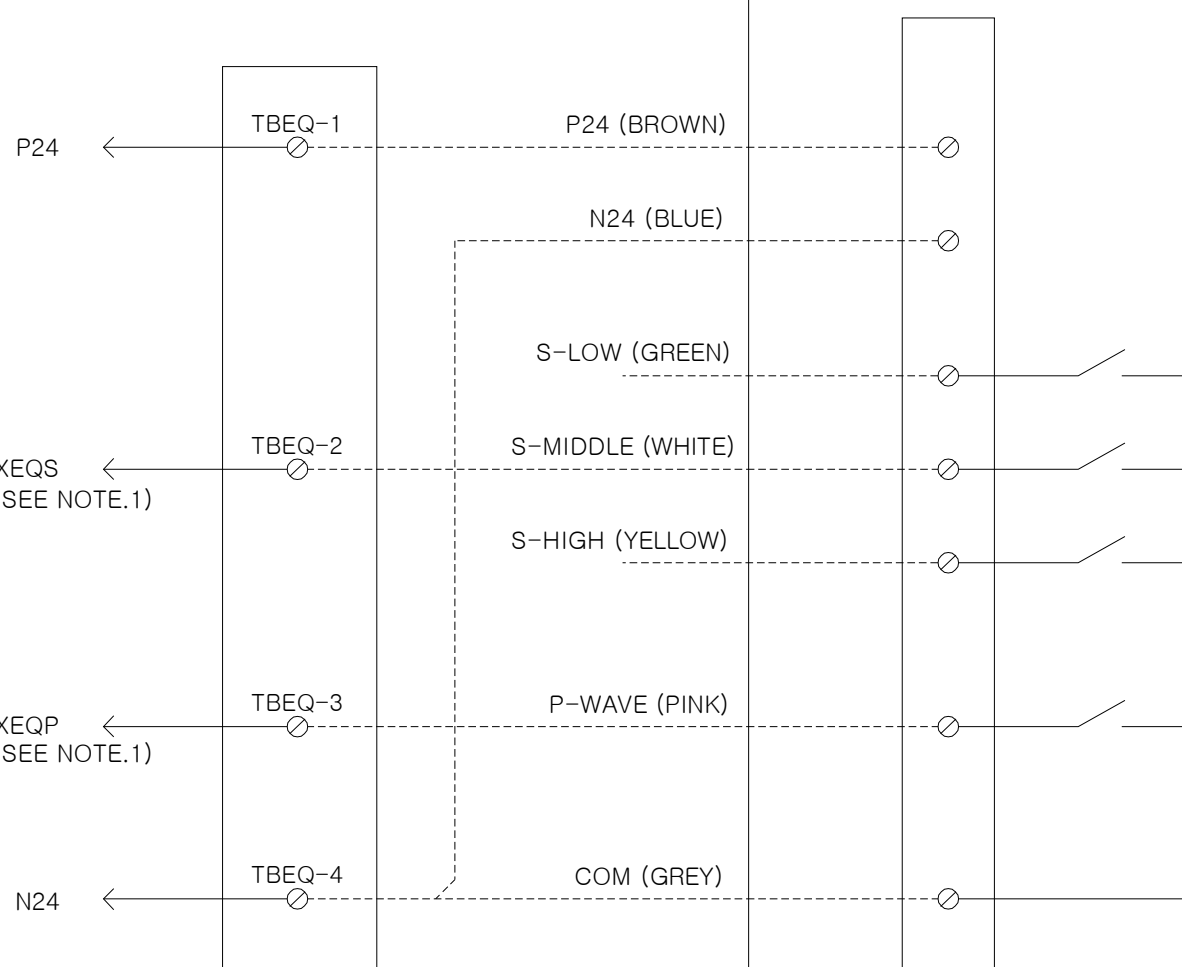 TBEQ-1
P24 (BROWN)
P24
N24 (BLUE)
S-LOW (GREEN)
TBEQ-2
S-MIDDLE (WHITE)
XEQS
(SEE NOTE.1)
S-HIGH (YELLOW)
TBEQ-3
P-WAVE (PINK)
XEQP
(SEE NOTE.1)
TBEQ-4
COM (GREY)
N24